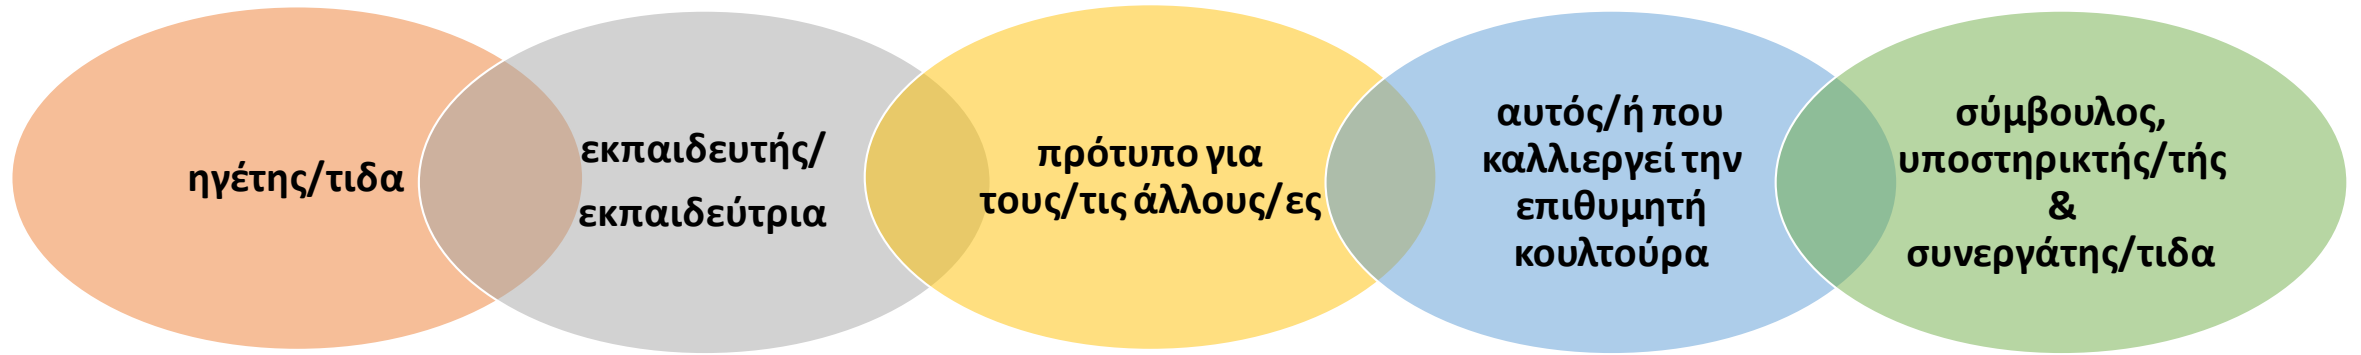 ηγέτης/τιδα
εκπαιδευτής/
εκπαιδεύτρια
πρότυπο για
τους/τις άλλους/ες
αυτός/ή που
καλλιεργεί την
επιθυμητή
κουλτούρα
σύμβουλος,
υποστηρικτής/τής
&
συνεργάτης/τιδα